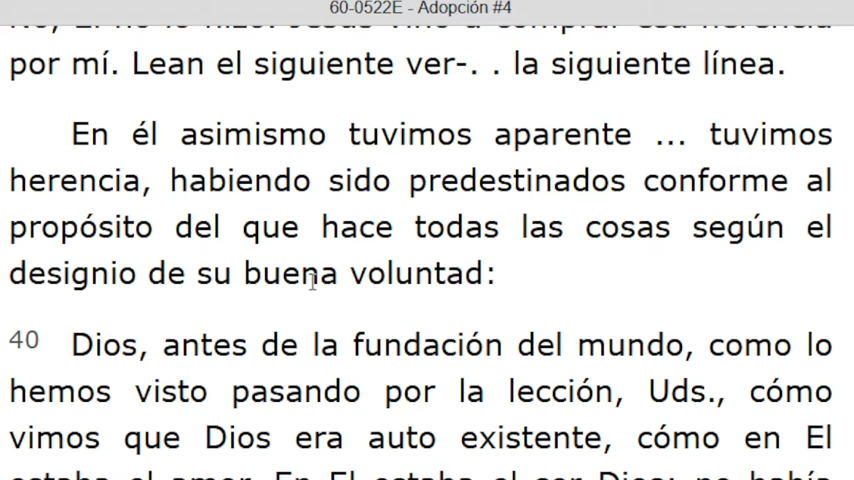 60-0522E - Adopción #4
por mí. Lean el siguiente ver-. . la siguiente línea.
En él asimismo tuvimos aparente ... tuvimos
herencia, habiendo sido predestinados conforme al
propósito del que hace todas las cosas según el
designio de su buena voluntad:
40 Dios, antes de la fundación del mundo, como lo
hemos visto pasando por la lección, Uds., cómo
vimos que Dios era auto existente, cómo en El